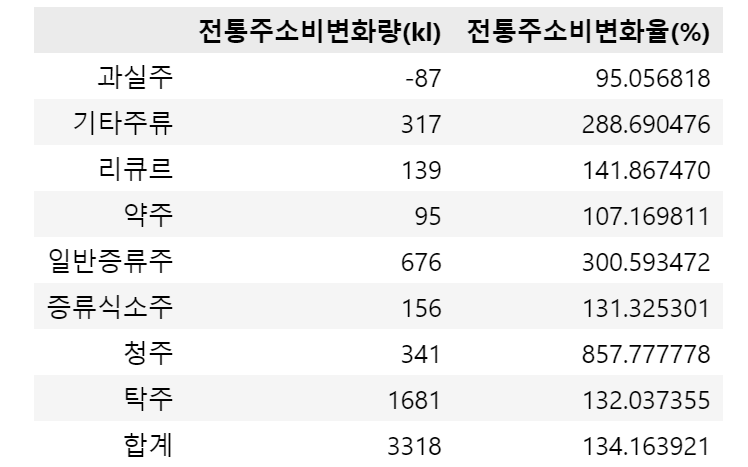 전통주소비변화량(kl) 전통주소비변화율(%)
과실주 -87 95.056818
기타주류 317 288.690476
리큐르 139 141.867470
약주 95 107.169811
일반증류주 676 300.593472
증류식소주 156 131.325301
청주 341 857.777778
탁주 1681 132.037355
합계 3318 134.163921